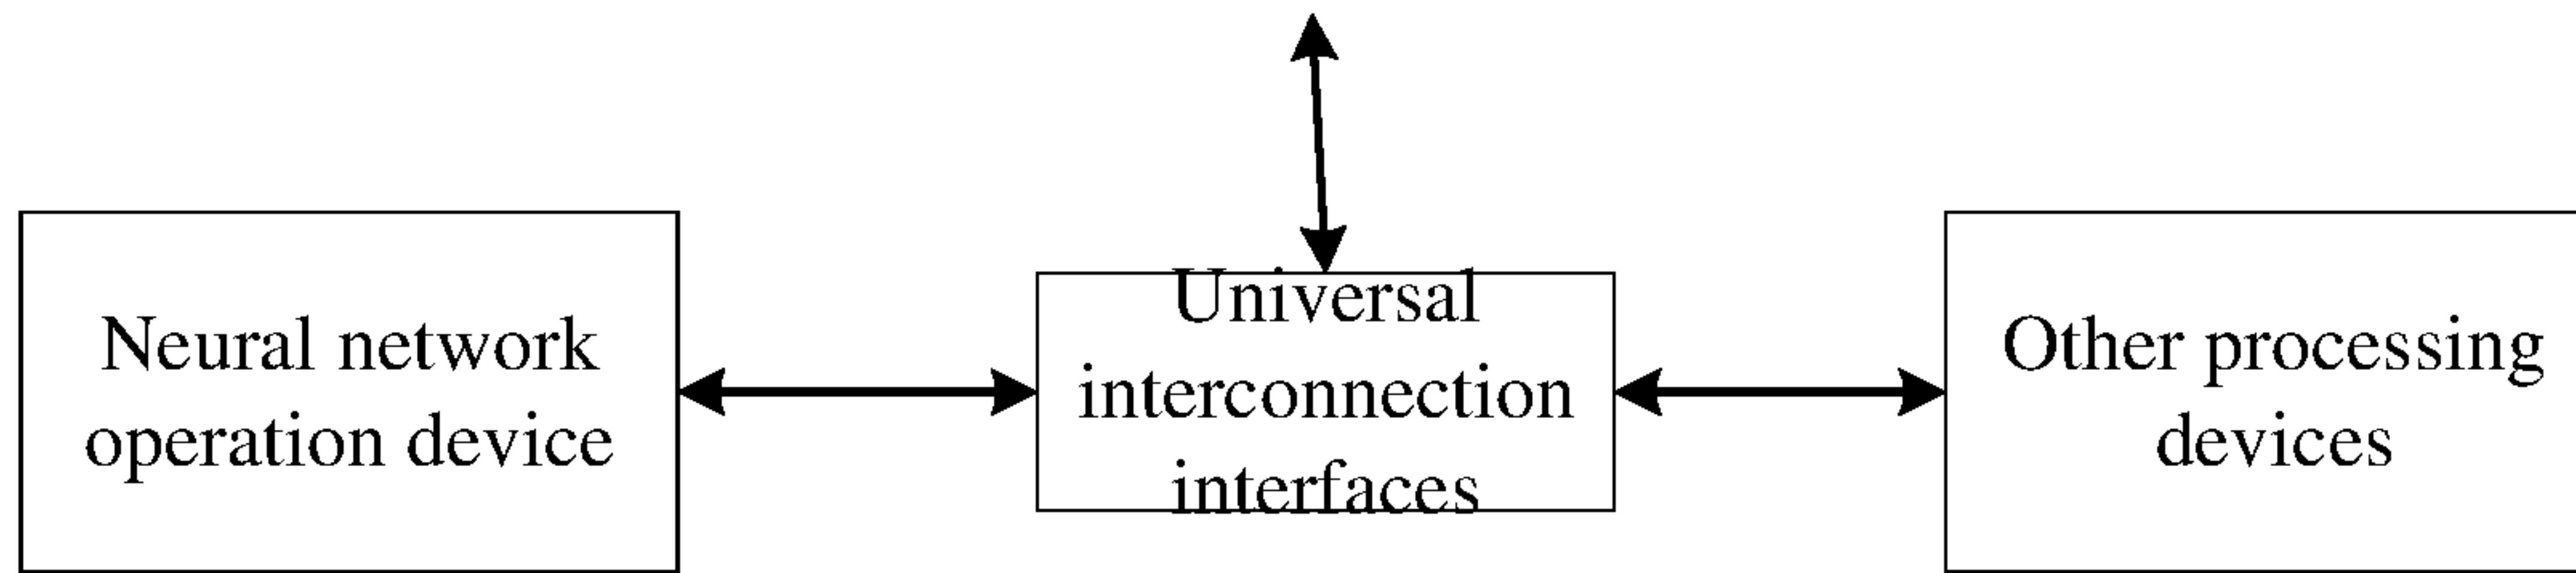 Neural network
operation device
Universal
interconnection
interfaces
Other processing
devices